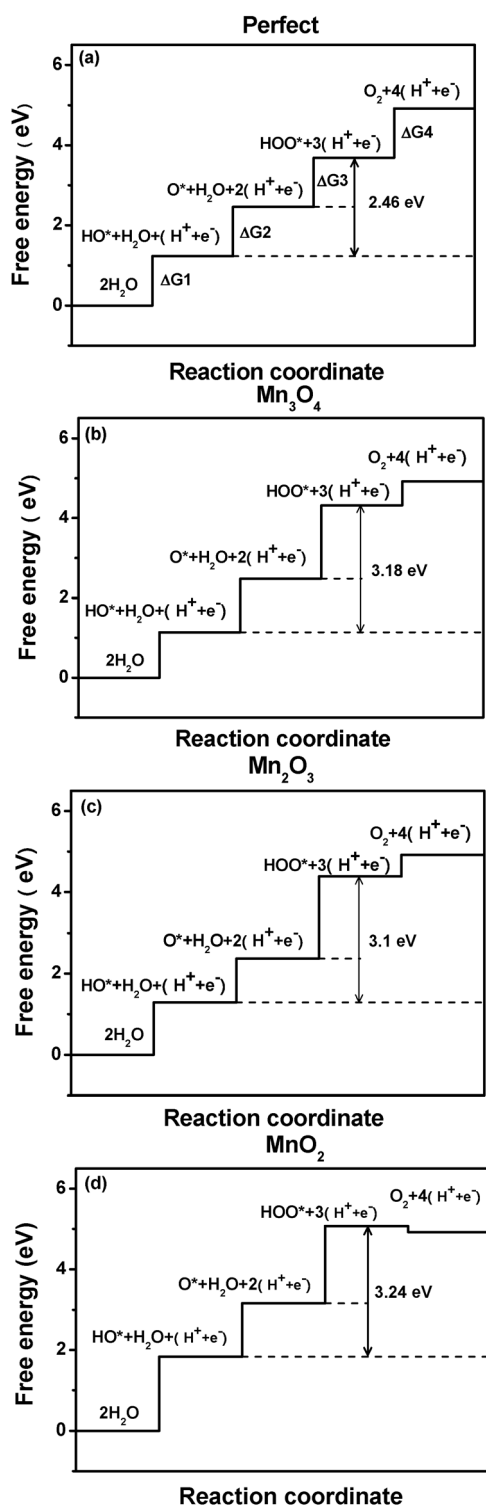 Perfect
(a)
6
O₂+4( H⁺+e⁻)
HOO*+3( H⁺+e⁻)
ΔG4
4
O*+H₂O+2( H⁺+e⁻)
ΔG3
2.46 eV
HO*+H₂O+( H⁺+e⁻)
ΔG2
2
2H₂O
ΔG1
0
Free energy ( eV)
Reaction coordinate
Mn₃O₄
(b)
6
O₂+4( H⁺+e⁻)
HOO*+3( H⁺+e⁻)
4
O*+H₂O+2( H⁺+e⁻)
3.18 eV
HO*+H₂O+( H⁺+e⁻)
2
2H₂O
0
Free energy ( eV)
Reaction coordinate
Mn₂O₃
(c)
6
O₂+4( H⁺+e⁻)
HOO*+3( H⁺+e⁻)
4
O*+H₂O+2( H⁺+e⁻)
3.1 eV
HO*+H₂O+( H⁺+e⁻)
2
2H₂O
0
Free energy ( eV)
Reaction coordinate
MnO₂
(d)
6
O₂+4( H⁺+e⁻)
HOO*+3( H⁺+e⁻)
4
O*+H₂O+2( H⁺+e⁻)
3.24 eV
HO*+H₂O+( H⁺+e⁻)
2
2H₂O
0
Free energy (eV)
Reaction coordinate